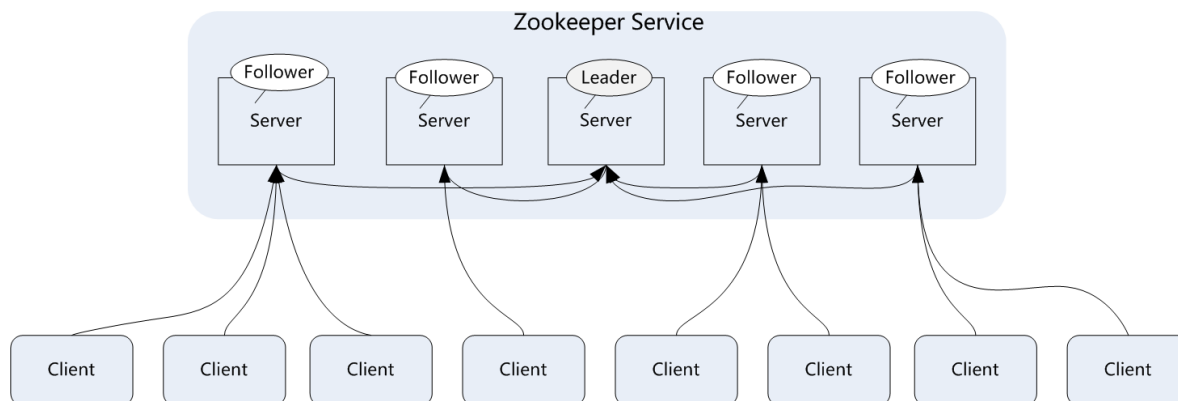 Zookeeper Service
Follower
Follower
Leader
Follower
Follower
Server
Server
Server
Server
Server
Client
Client
Client
Client
Client
Client
Client
Client